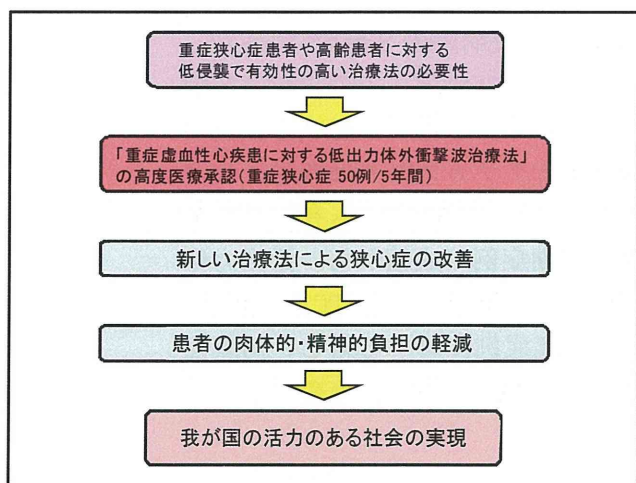 重症狭心症患者や高齢患者に対する
低侵襲で有効性の高い治療法の必要性
「重症虚血性心疾患に対する低出力体外衝撃波治療法」
の高度医療承認(重症狭心症 50例/5年間)
新しい治療法による狭心症の改善
患者の肉体的・精神的負担の軽減
我が国の活力のある社会の実現